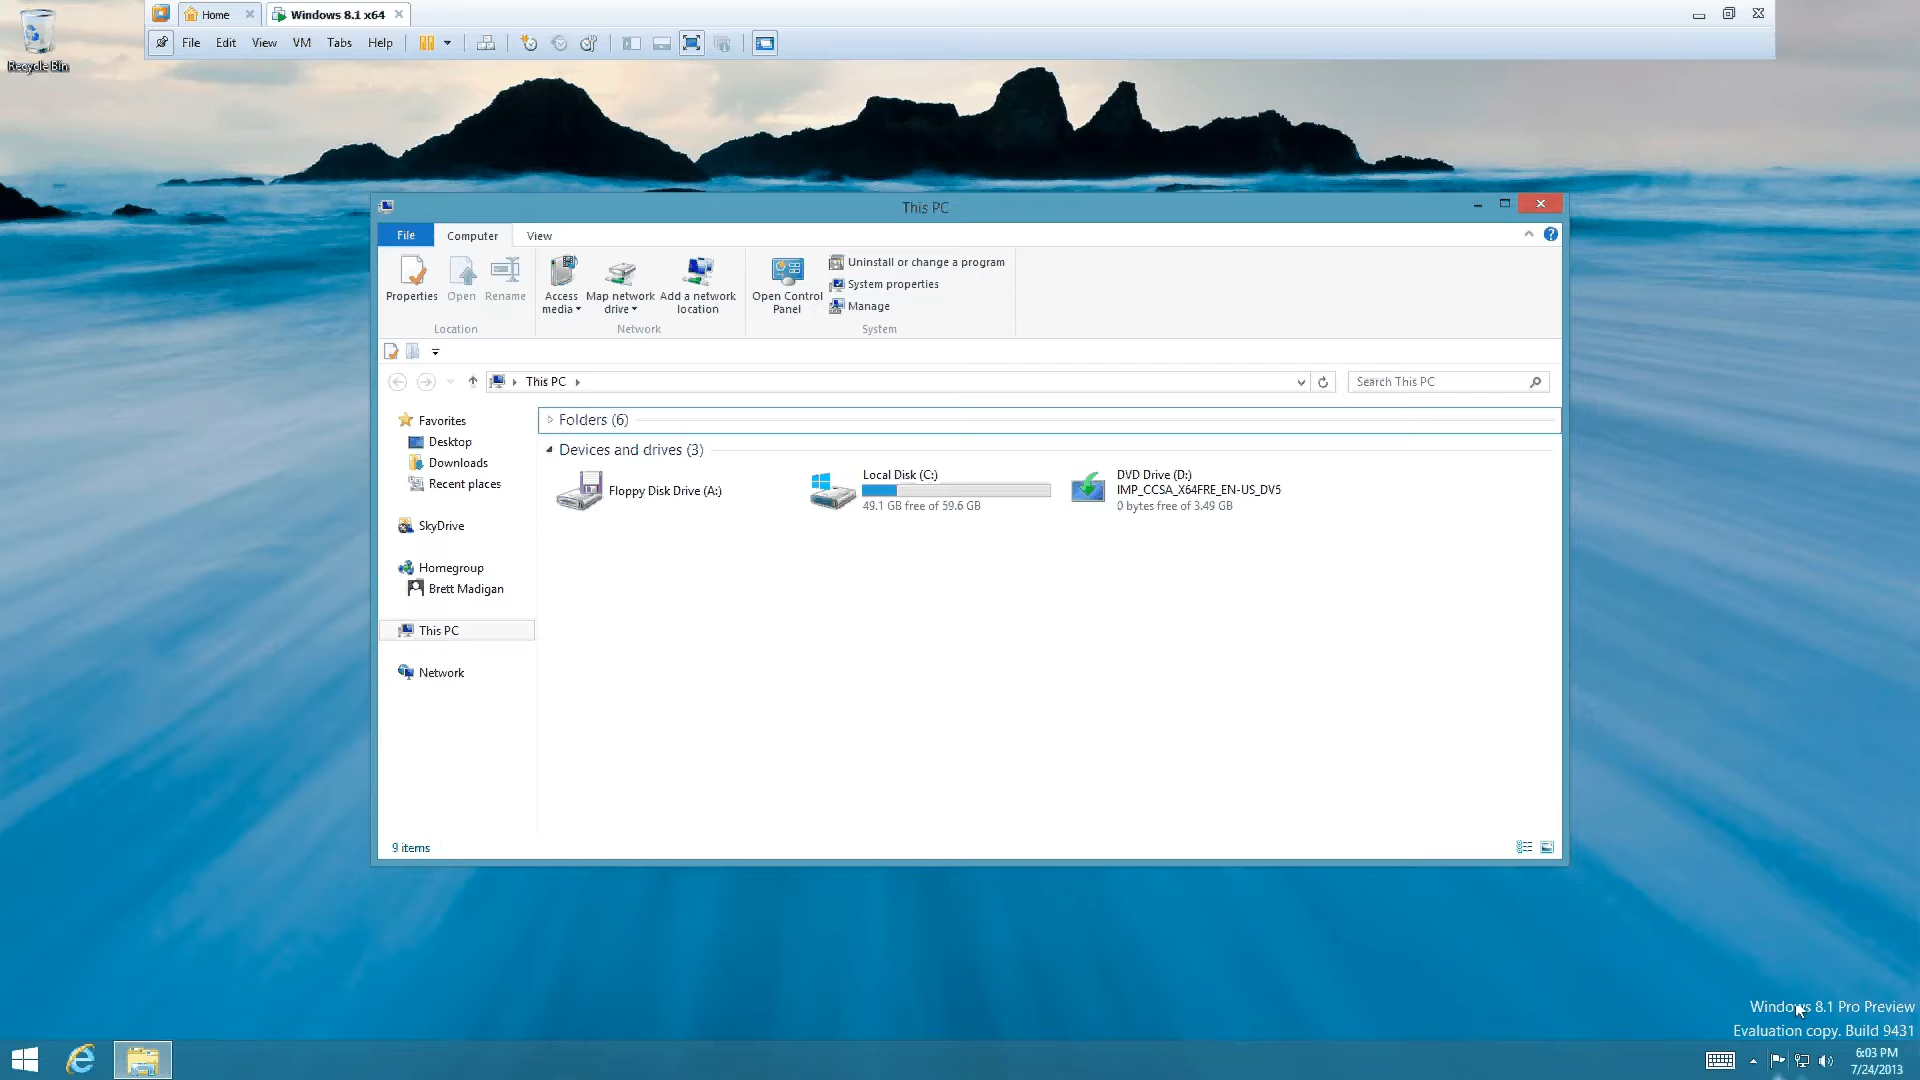 Home
Windows 8.1 x64
File Edit View VM Tabs Help
Recycle Bin
This PC
File Computer View
Properties Open Rename
Access media
Map network drive
Add a network location
Open Control Panel
Uninstall or change a program
System properties
Manage
Location Network System
This PC
Search This PC
Favorites
Desktop
Downloads
Recent places
SkyDrive
Homegroup
Brett Madigan
This PC
Network
Folders (6)
Devices and drives (3)
Floppy Disk Drive (A:)
Local Disk (C:)
49.1 GB free of 59.6 GB
DVD Drive (D:)
IMP_CCSA_X64FRE_EN-US_DV5
0 bytes free of 3.49 GB
9 items
Windows 8.1 Pro Preview
Evaluation copy. Build 9431
6:03 PM
7/24/2013